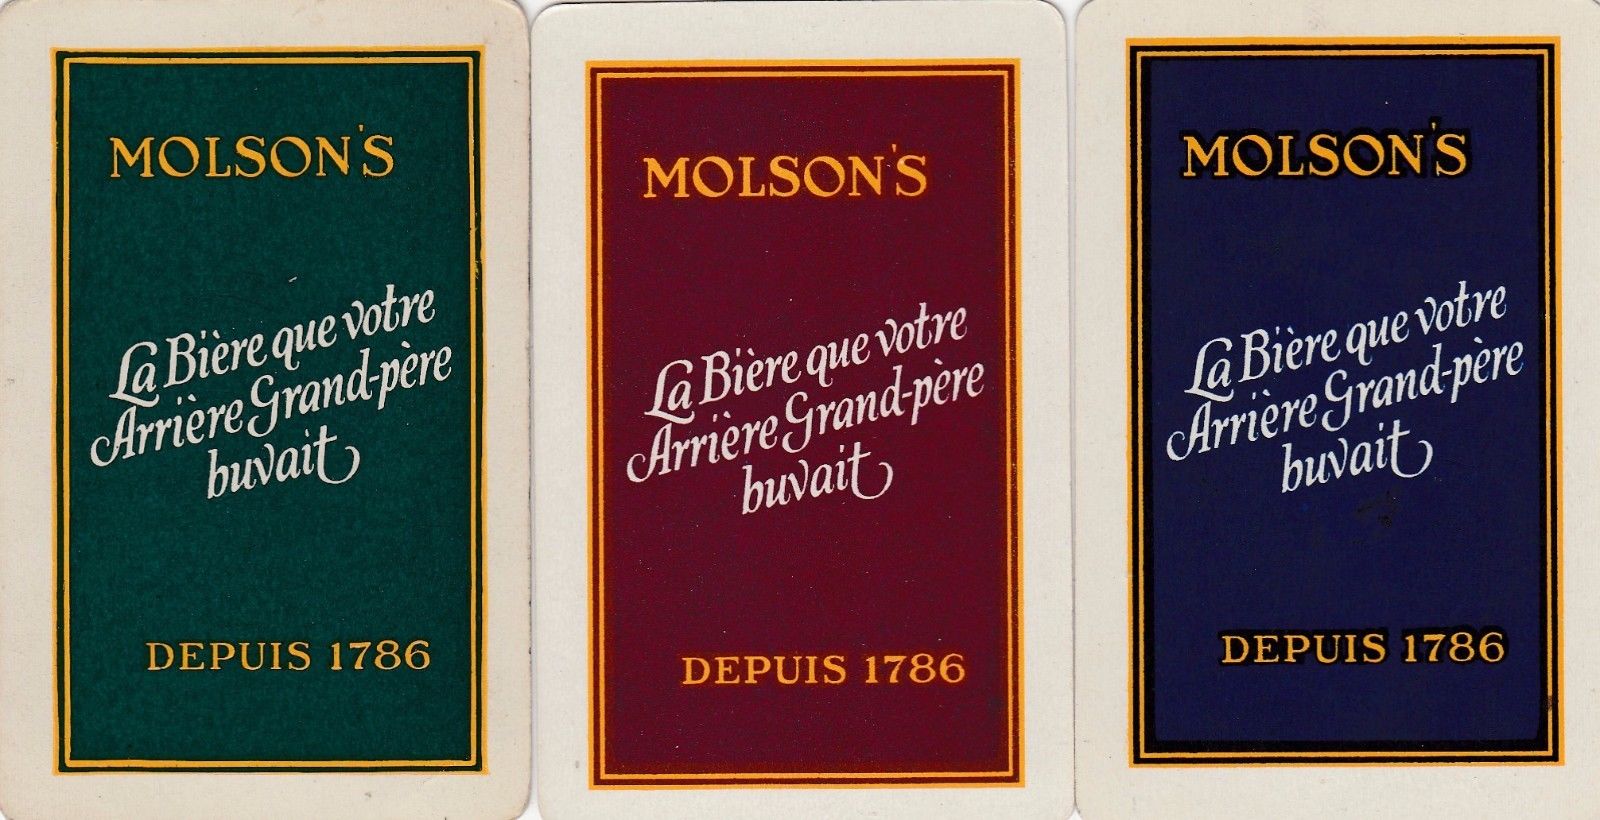 MOLSON'S
La Bière que votre
Arrière Grand-père
buvait
DEPUIS 1786
MOLSON'S
La Bière que votre
Arrière Grand-père
buvait
DEPUIS 1786
MOLSON'S
La Bière que votre
Arrière Grand-père
buvait
DEPUIS 1786